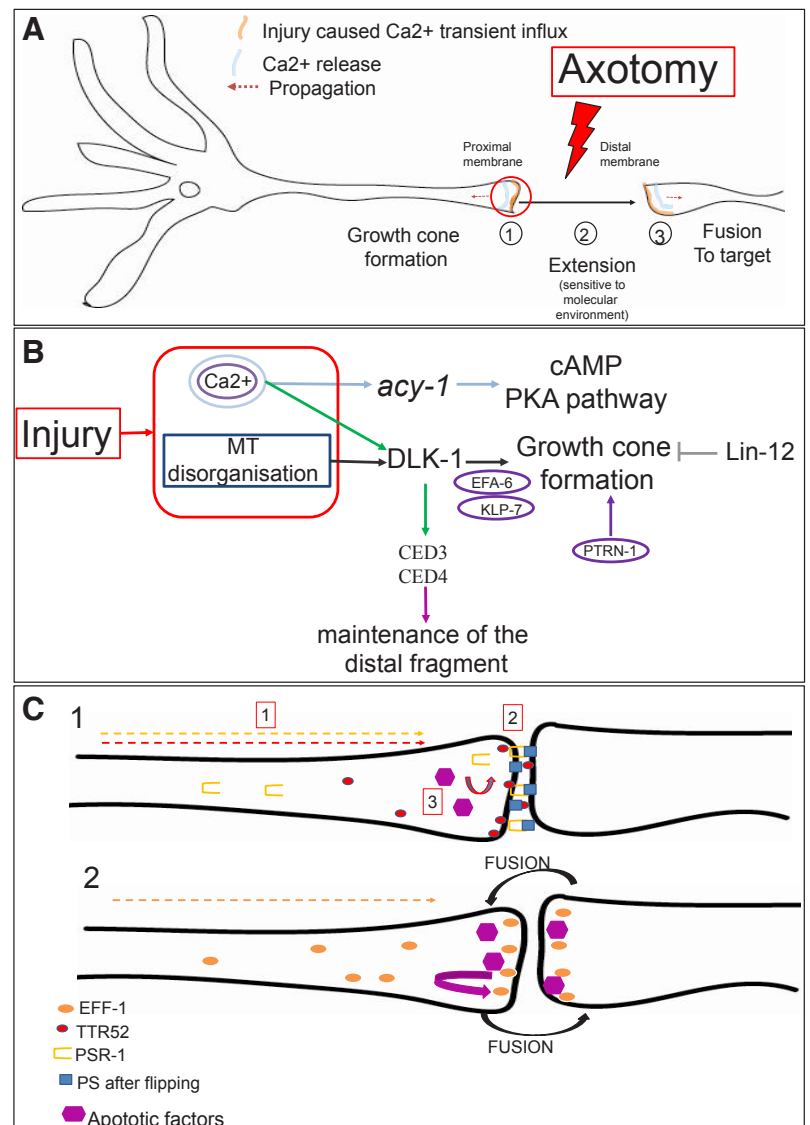 A
Injury caused Ca2+ transient influx
Ca2+ release
Propagation
Axotomy
Proximal
membrane
Distal
membrane
Growth cone
formation
1
2
3
Extension
(sensitive to
molecular
environment)
Fusion
To target
B
Injury
Ca2+
MT
disorganisation
acy-1
cAMP
PKA pathway
DLK-1
EFA-6
KLP-7
Growth cone
formation
Lin-12
PTRN-1
CED3
CED4
maintenance of the
distal fragment
C
1
1
2
3
2
FUSION
FUSION
EFF-1
TTR52
PSR-1
PS after flipping
Apototic factors